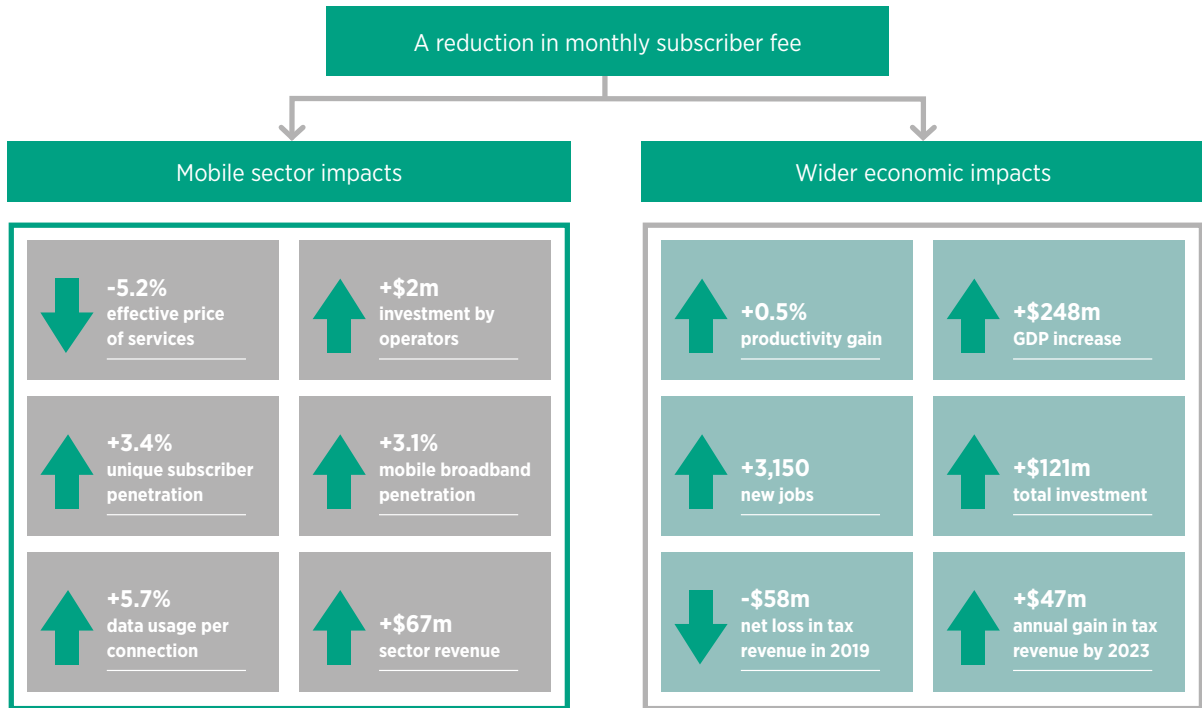 A reduction in monthly subscriber fee
Mobile sector impacts
-5.2%
effective price
of services
+$2m
investment by
operators
+3.4%
unique subscriber
penetration
+3.1%
mobile broadband
penetration
+5.7%
data usage per
connection
+$67m
sector revenue
Wider economic impacts
+0.5%
productivity gain
+$248m
GDP increase
+3,150
new jobs
+$121m
total investment
-$58m
net loss in tax
revenue in 2019
+$47m
annual gain in tax
revenue by 2023